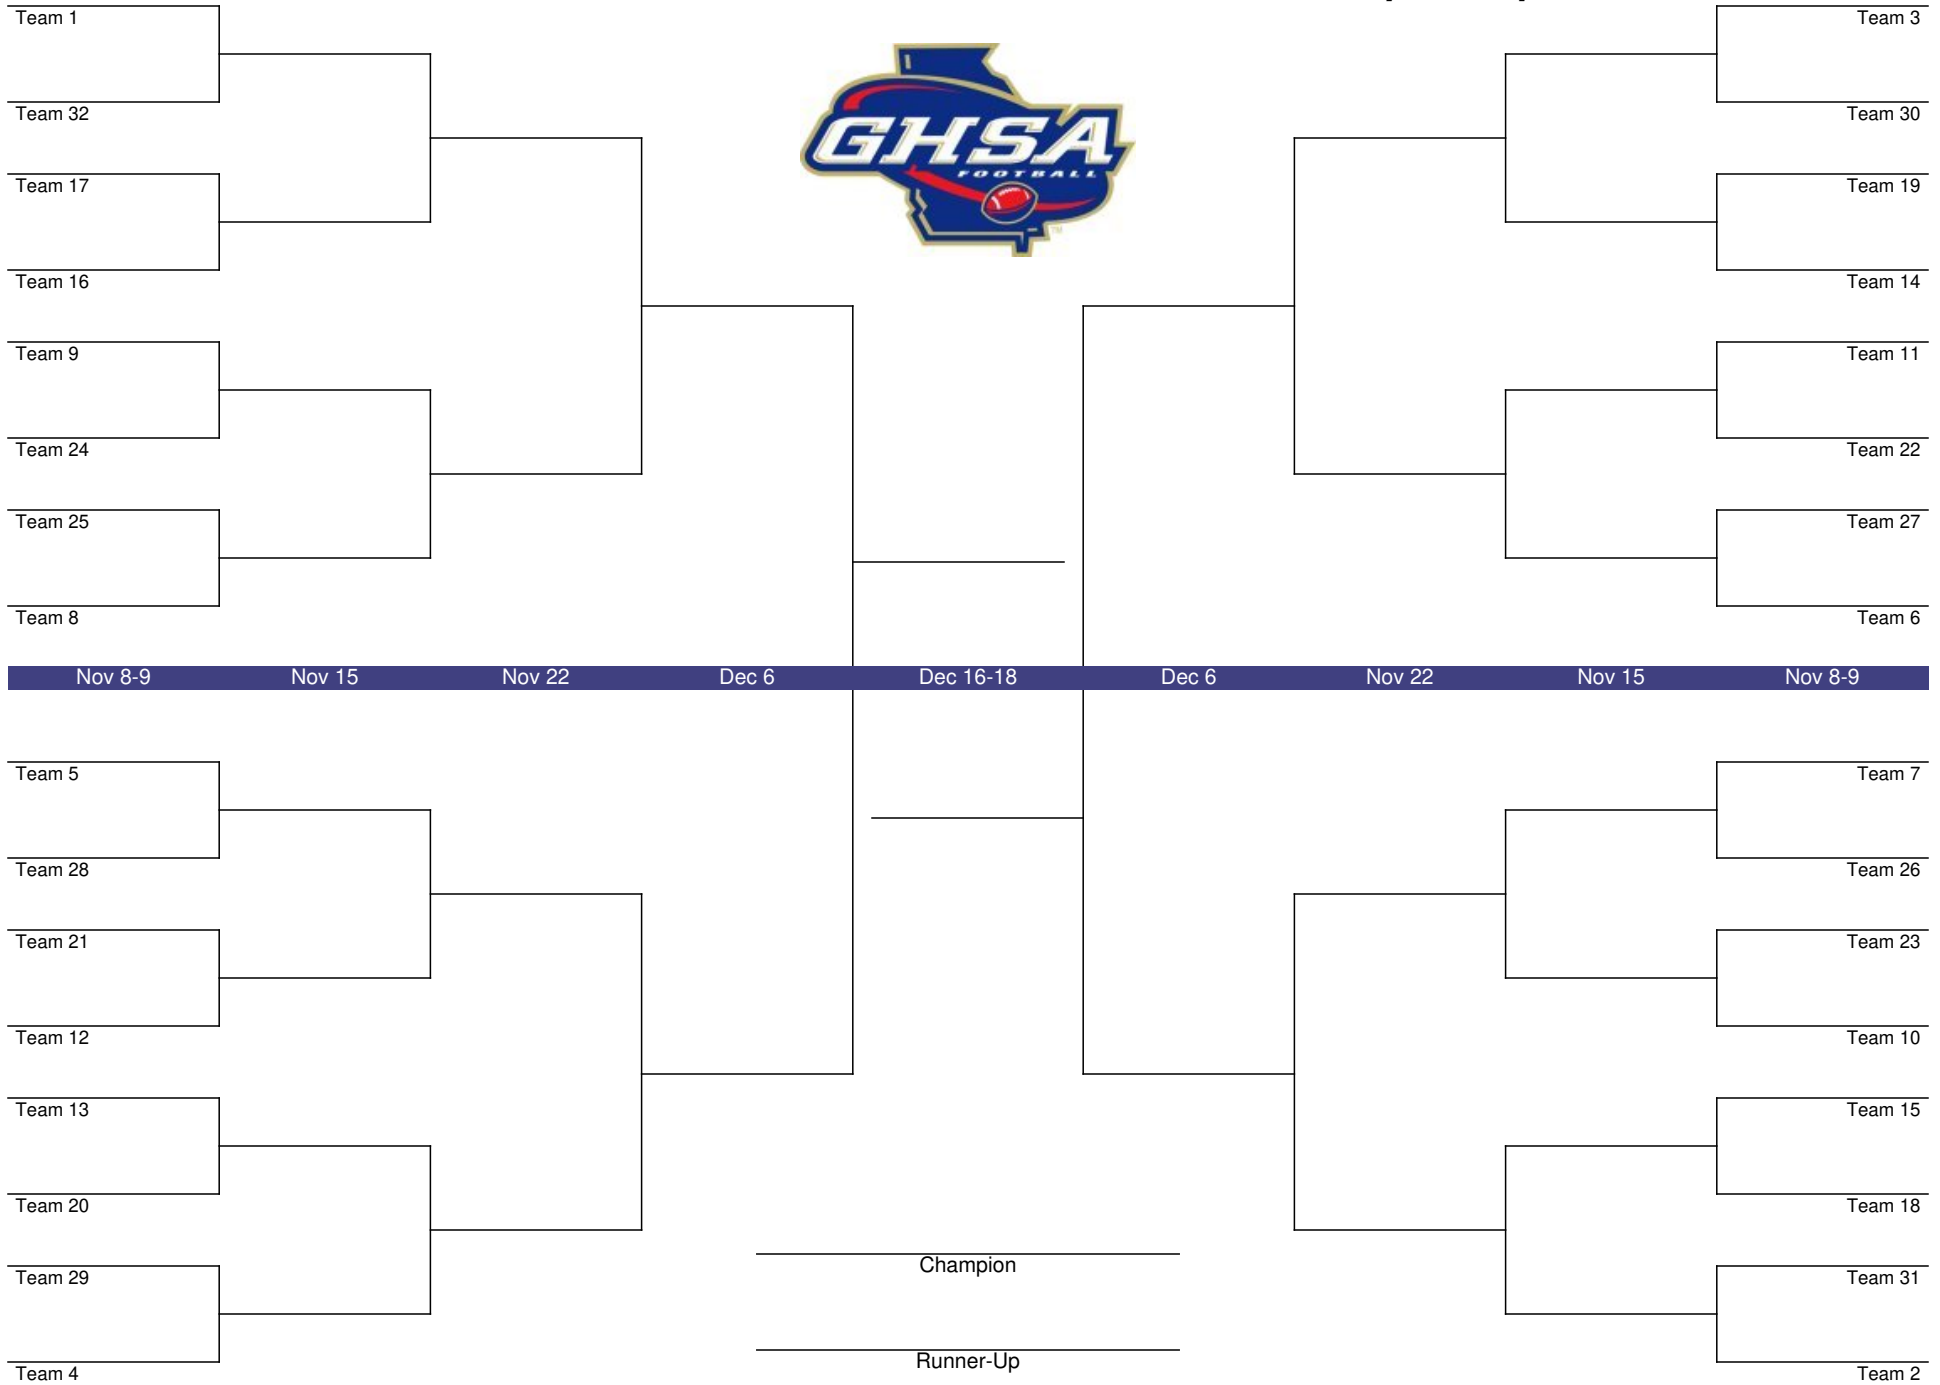 Team 1
Team 32
Team 17
Team 16
Team 9
Team 24
Team 25
Team 8
GHSA
FOOTBALL
TM
Team 3
Team 30
Team 19
Team 14
Team 11
Team 22
Team 27
Team 6
Nov 8-9 Nov 15 Nov 22 Dec 6 Dec 16-18 Dec 6 Nov 22 Nov 15 Nov 8-9
Team 5
Team 28
Team 21
Team 12
Team 13
Team 20
Team 29
Team 4
Champion
Runner-Up
Team 7
Team 26
Team 23
Team 10
Team 15
Team 18
Team 31
Team 2